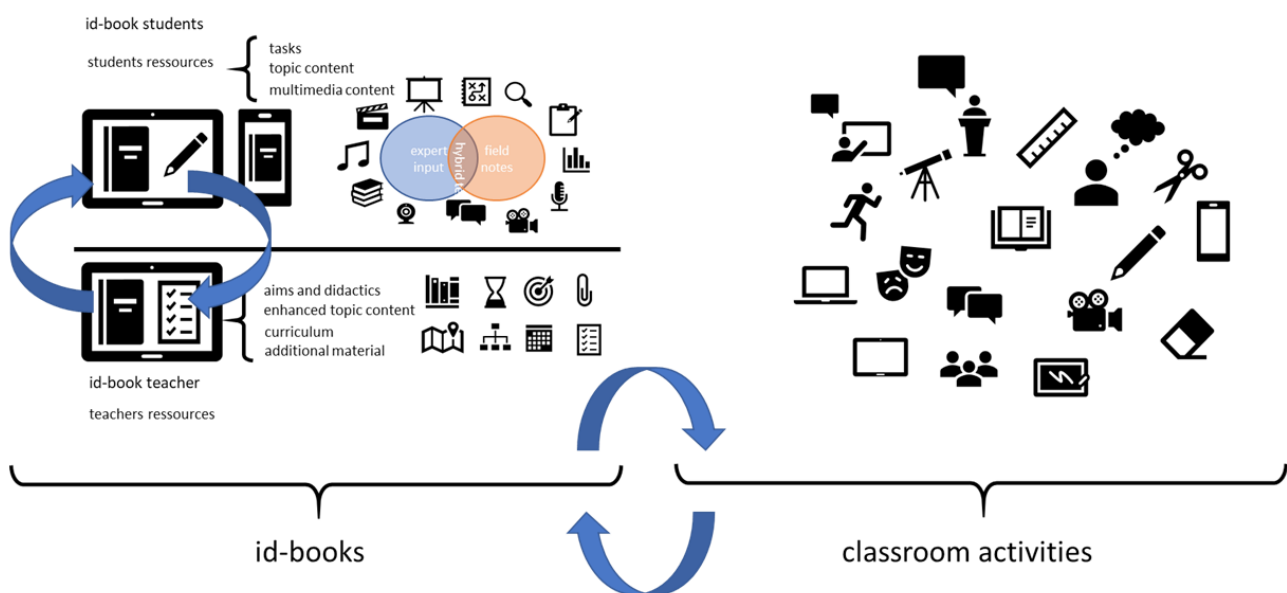 id-book students
students ressources
tasks
topic content
multimedia content
expert
input
hybride
field
notes
aims and didactics
enhanced topic content
curriculum
additional material
id-book teacher
teachers ressources
id-books
classroom activities